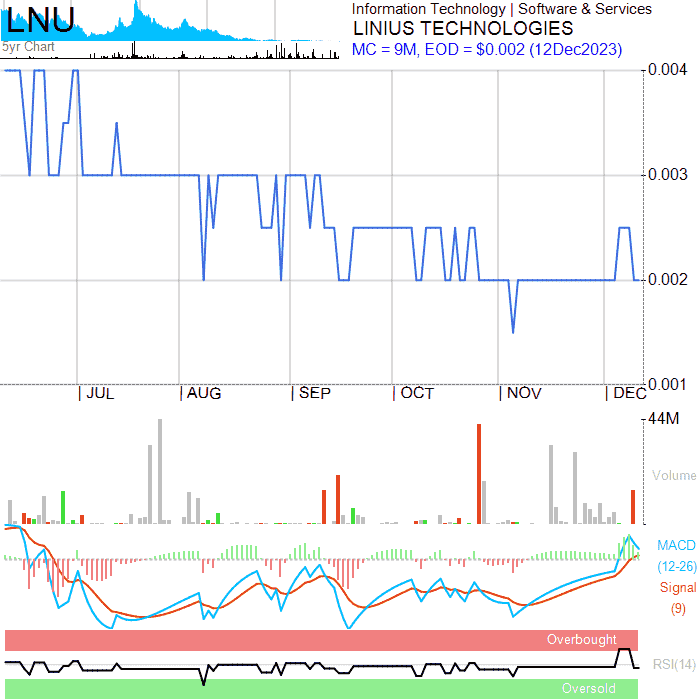 LNU
5yr Chart
Information Technology | Software & Services
LINIUS TECHNOLOGIES
MC = 9M, EOD = $0.002 (12Dec2023)
0.004
0.003
0.002
0.001
| JUL | AUG | SEP | OCT | NOV | DEC
44M
Volume
MACD
(12-26)
Signal
(9)
Overbought
RSI(14)
Oversold